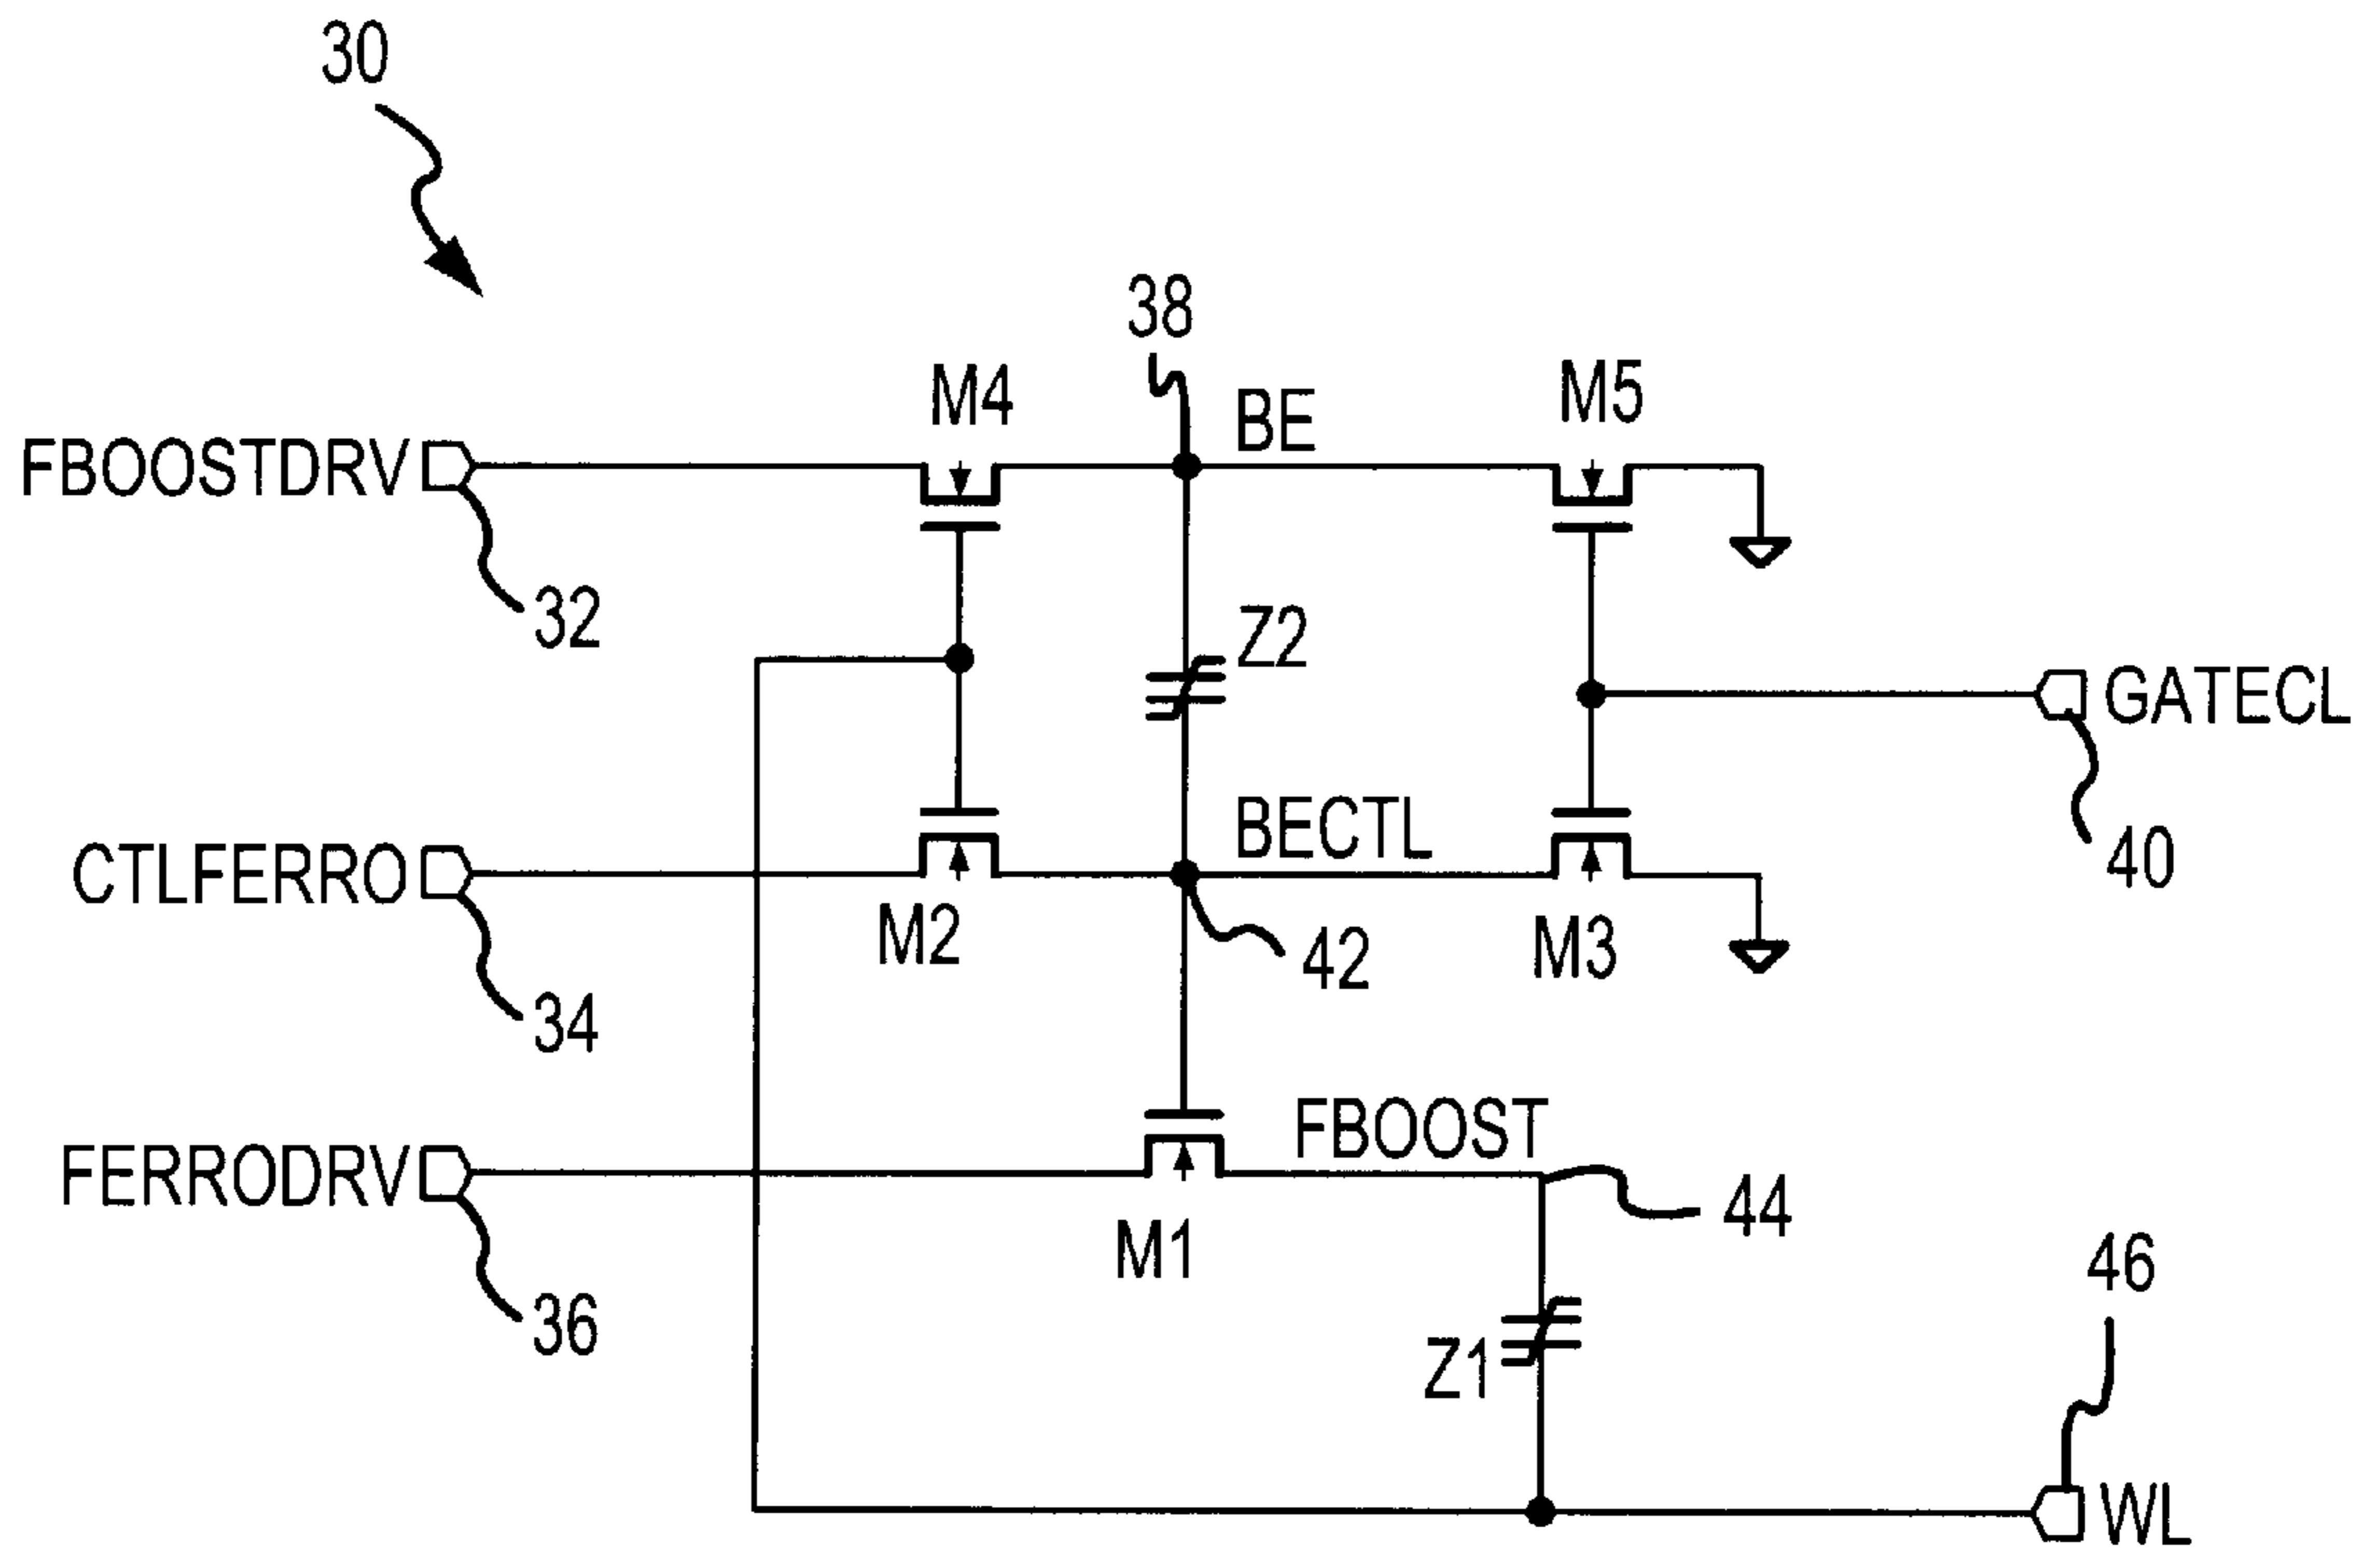 30
38
M4
BE
M5
FBOOSTDRV
32
Z2
GATECL
40
CTLFERRO
34
M2
BECTL
42
M3
FERRODRV
36
M1
FBOOST
44
Z1
46
WL